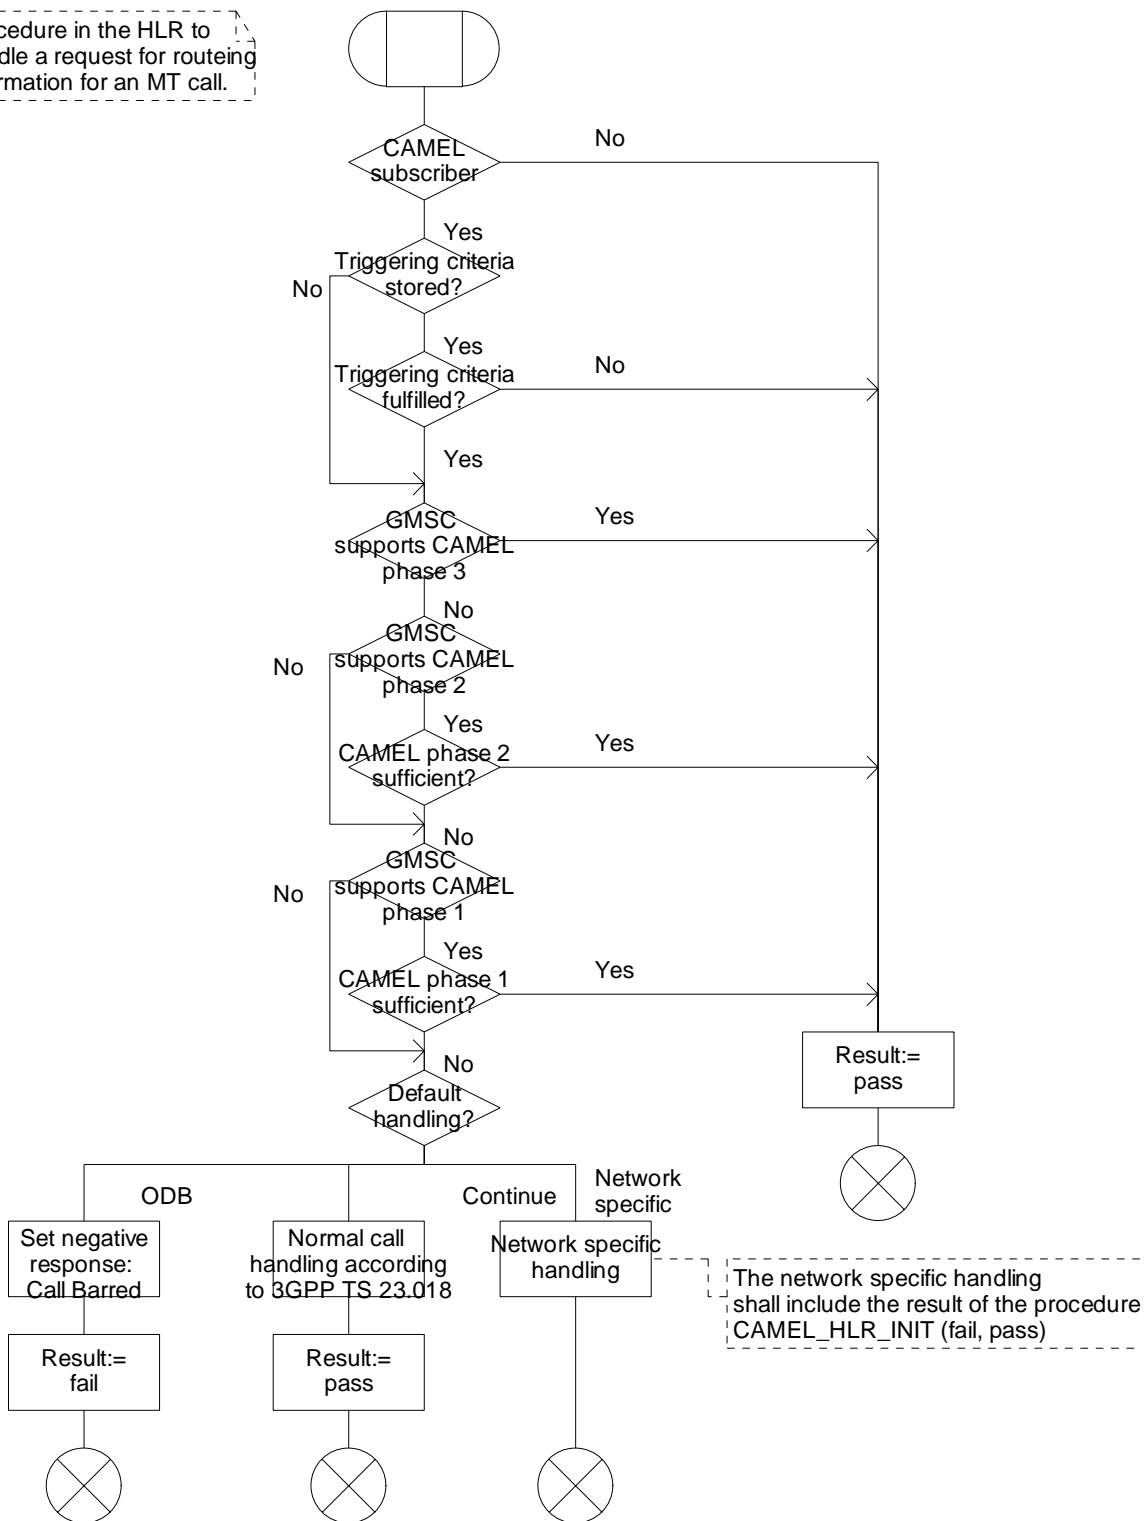 cedure in the HLR to
dle a request for routeing
rmation for an MT call.
CAMEL
subscriber
No
Yes
Triggering criteria
stored?
No
Yes
Triggering criteria
fulfilled?
No
Yes
GMSC
supports CAMEL
phase 3
Yes
No
GMSC
supports CAMEL
phase 2
No
Yes
CAMEL phase 2
sufficient?
Yes
No
GMSC
supports CAMEL
phase 1
No
Yes
CAMEL phase 1
sufficient?
Yes
No
Default
handling?
Result:=
pass
ODB
Continue
Network
specific
Set negative
response:
Call Barred
Normal call
handling according
to 3GPP TS 23.018
Network specific
handling
The network specific handling
shall include the result of the procedure
CAMEL_HLR_INIT (fail, pass)
Result:=
fail
Result:=
pass